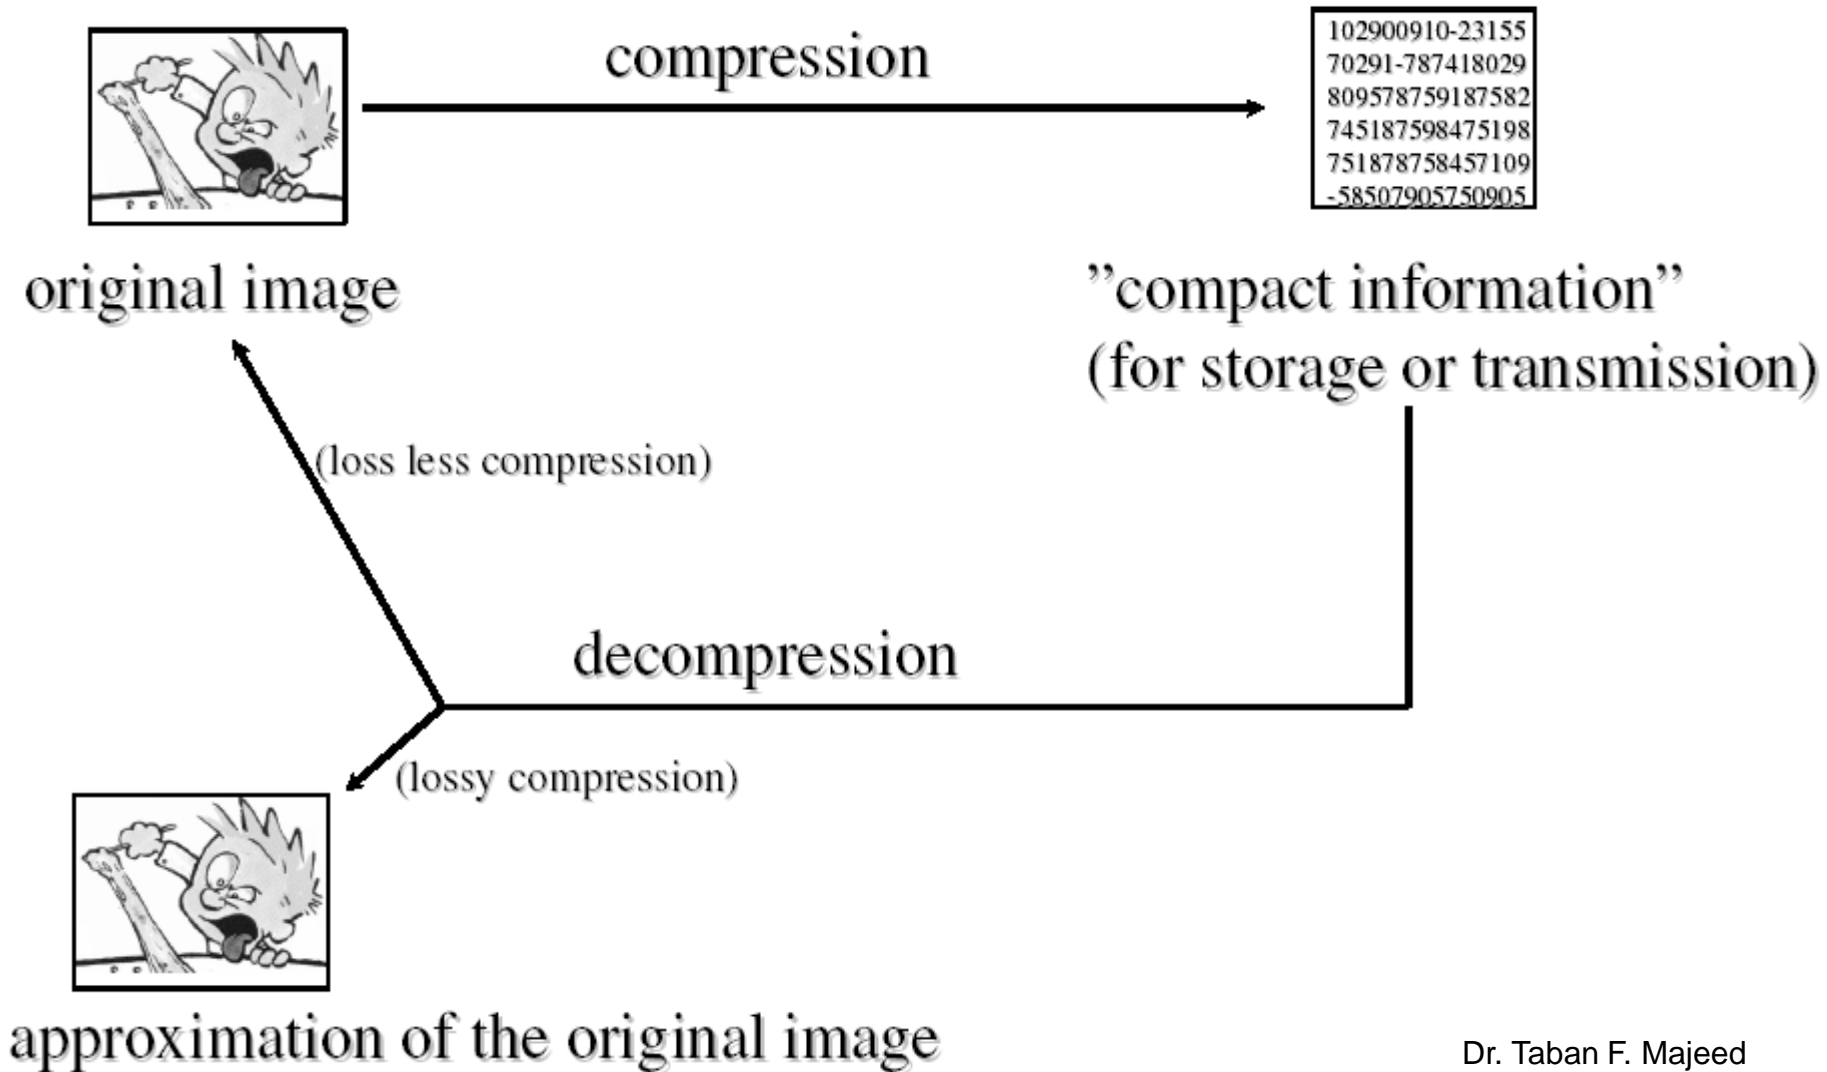 compression
102900910-23155
70291-787418029
809578759187582
745187598475198
751878758457109
-58507905750905
original image
”compact information”
(for storage or transmission)
(loss less compression)
decompression
(lossy compression)
approximation of the original image
Dr. Taban F. Majeed